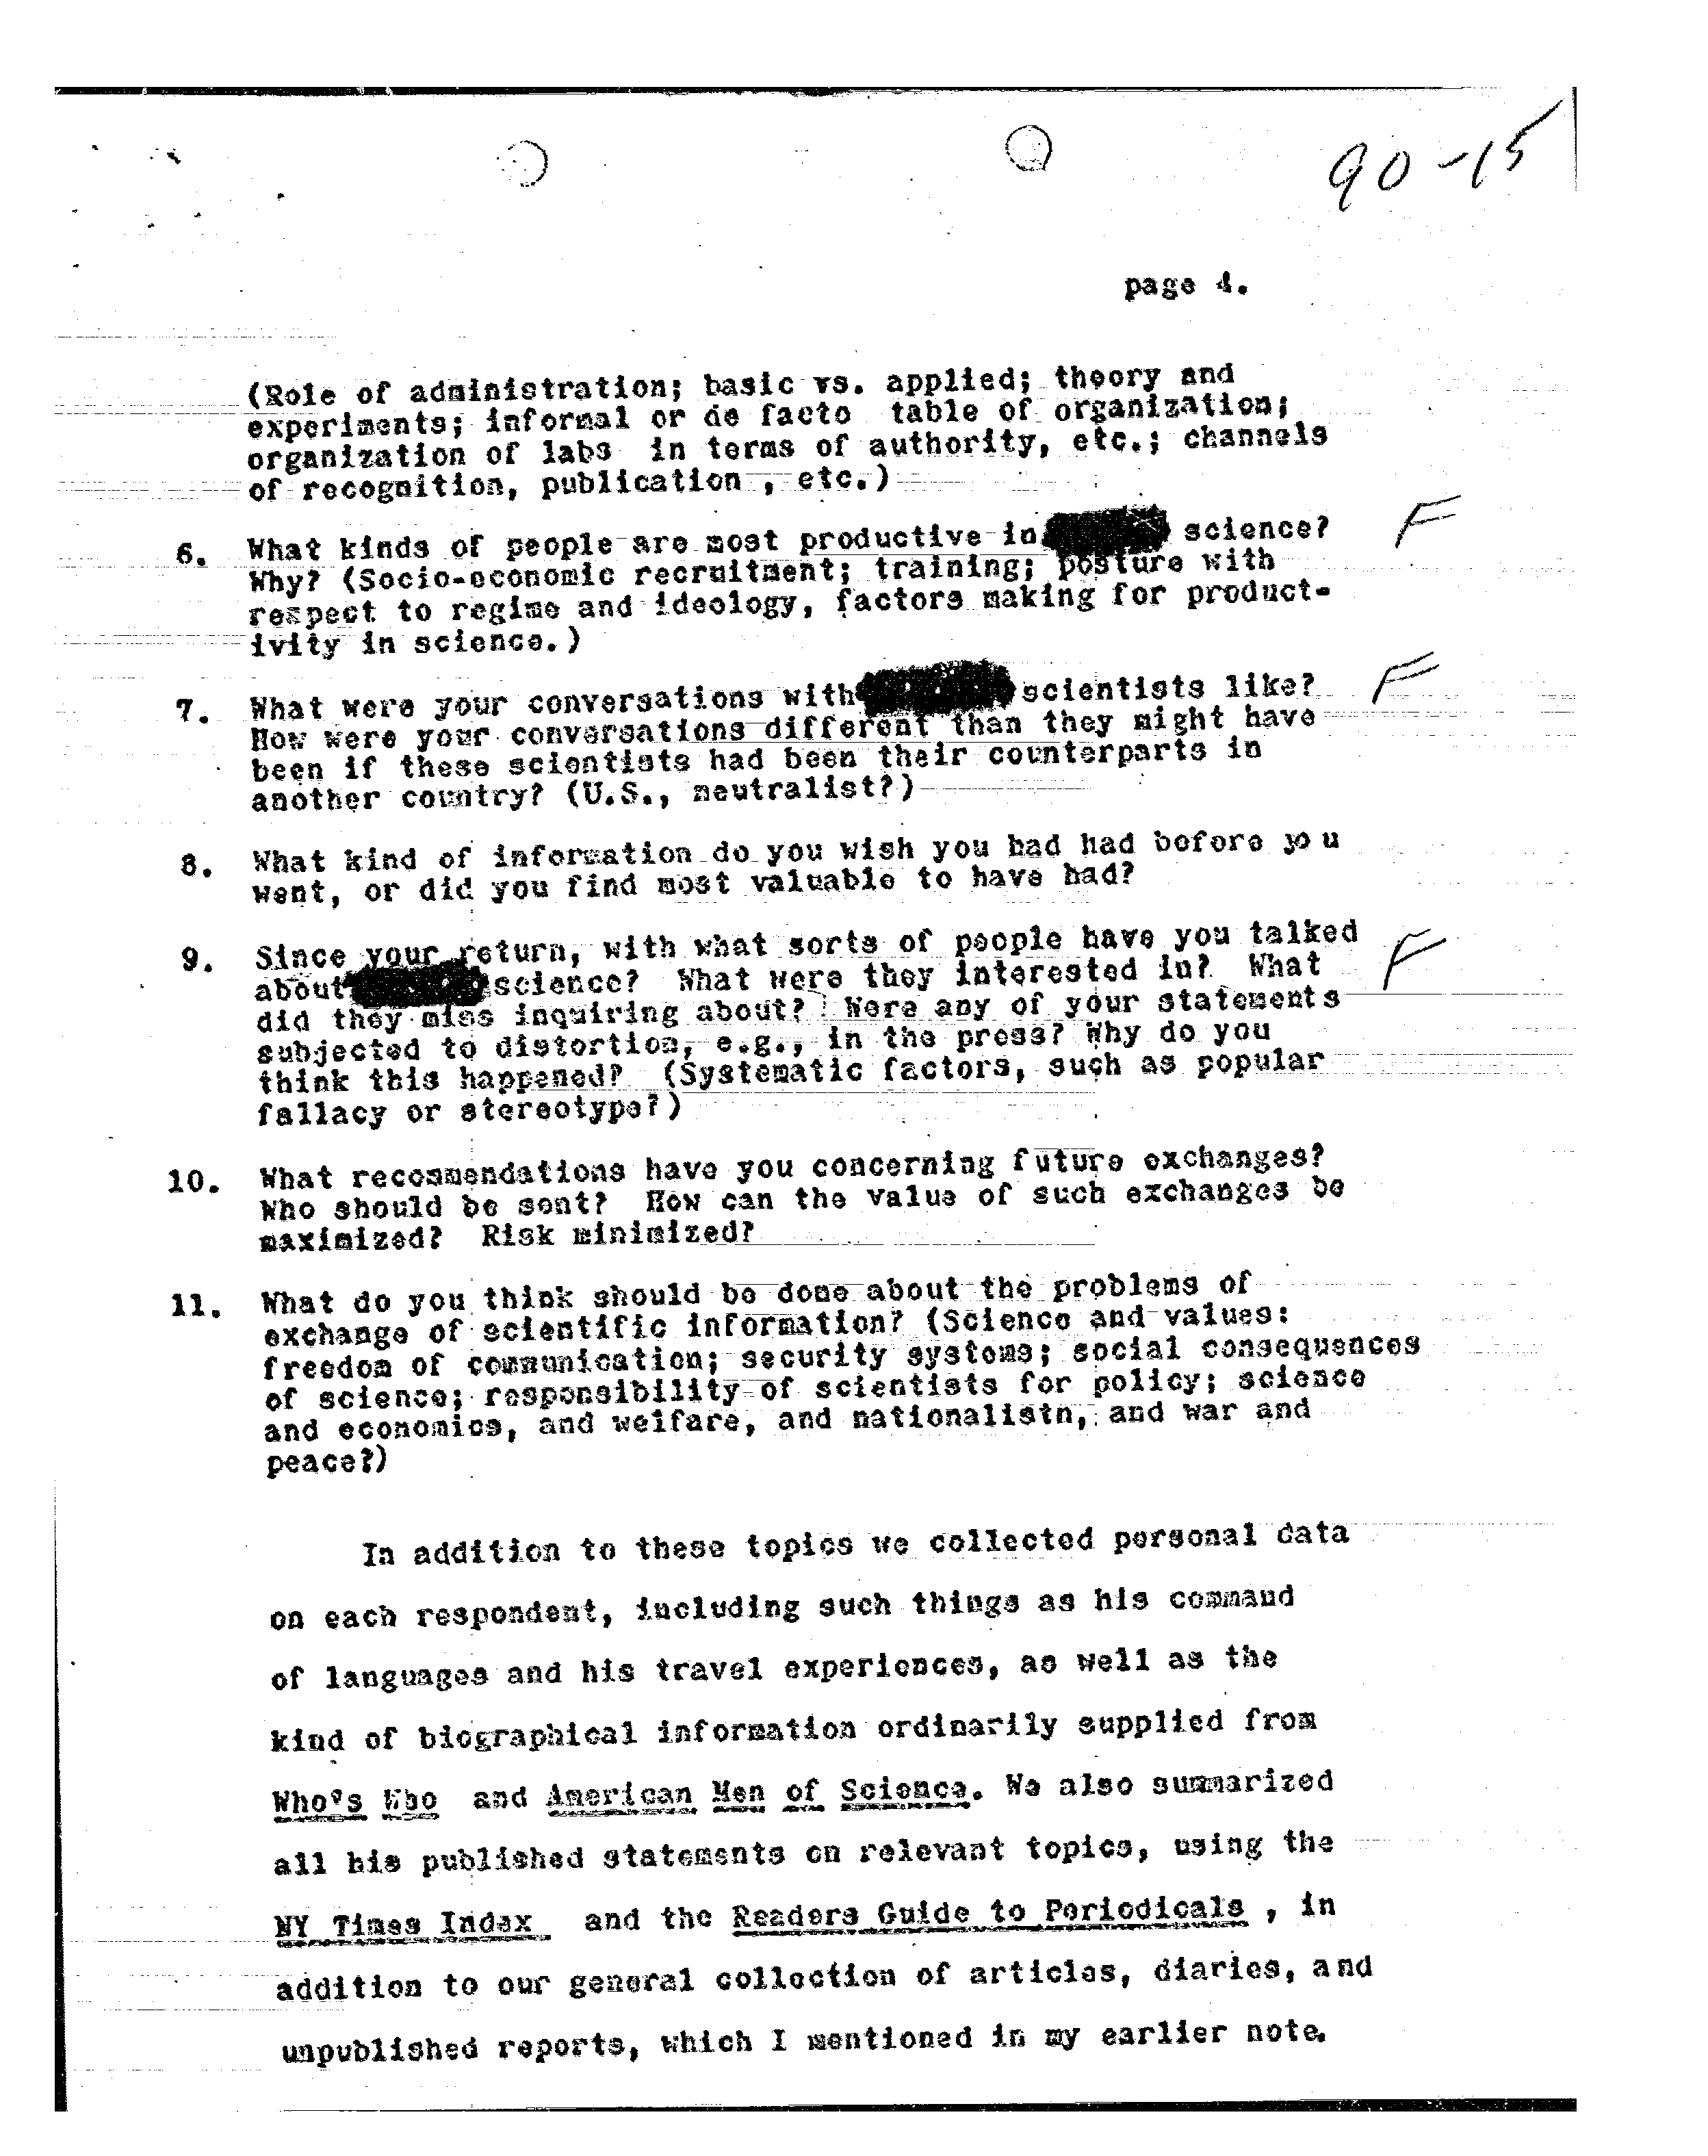 90-15
page 4.
(Role of administration; basic vs. applied; theory and
experiments; informal or de facto table of organization;
organization of labs in terms of authority, etc.; channels
of recognition, publication , etc.)
6. What kinds of people are most productive in science? F
Why? (Socio-economic recruitment; training; posture with
respect to regime and ideology, factors making for product-
ivity in science.)
7. What were your conversations with scientists like? F
How were your conversations different than they might have
been if these scientists had been their counterparts in
another country? (U.S., neutralist?)
8. What kind of information do you wish you had had before you
went, or did you find most valuable to have had?
9. Since your return, with what sorts of people have you talked F
about science? What were they interested in? What
did they miss inquiring about? Were any of your statements
subjected to distortion, e.g., in the press? Why do you
think this happened? (Systematic factors, such as popular
fallacy or stereotype?)
10. What recommendations have you concerning future exchanges?
Who should be sent? How can the value of such exchanges be
maximized? Risk minimized?
11. What do you think should be done about the problems of
exchange of scientific information? (Science and values:
freedom of communication; security systems; social consequences
of science; responsibility of scientists for policy; science
and economics, and welfare, and nationalistn, and war and
peace?)
In addition to these topics we collected personal data
on each respondent, including such things as his command
of languages and his travel experiences, as well as the
kind of biographical information ordinarily supplied from
Who's Who and American Men of Science. We also summarized
all his published statements on relevant topics, using the
NY Times Index and the Readers Guide to Periodicals , in
addition to our general collection of articles, diaries, and
unpublished reports, which I mentioned in my earlier note.